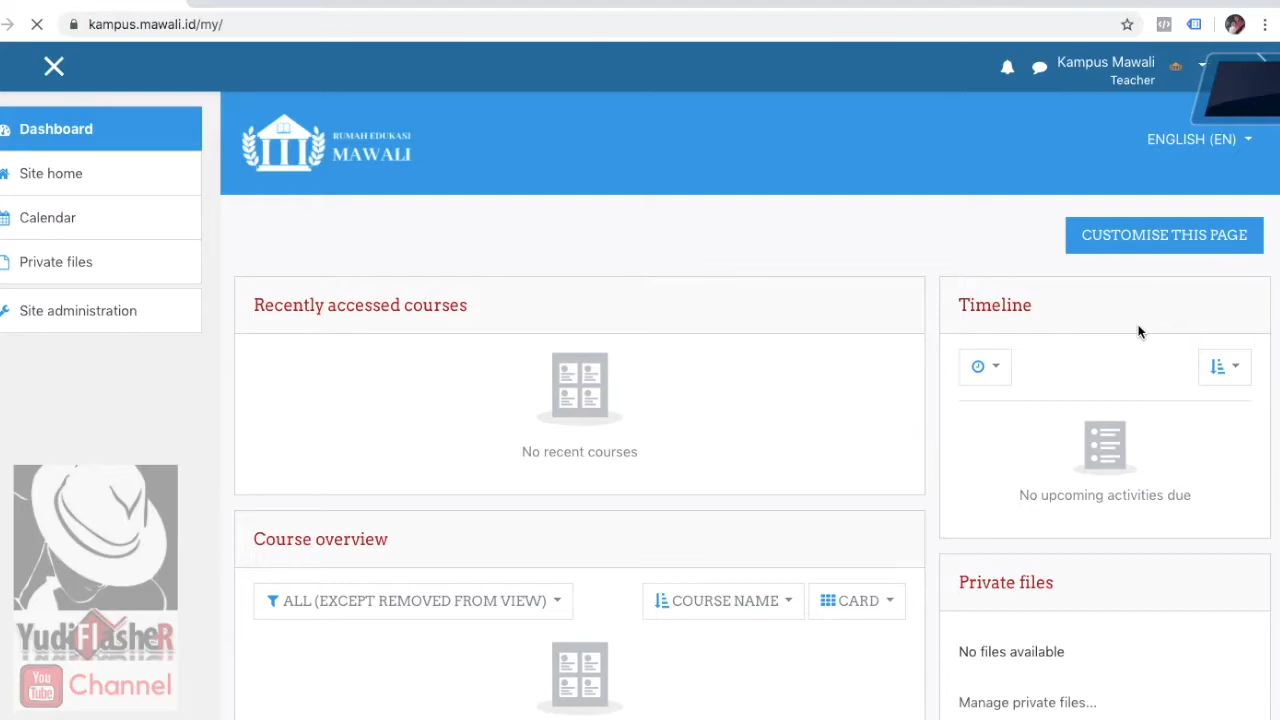 kampus.mawali.id/my/
Kampus Mawali
Teacher
Dashboard
Site home
Calendar
Private files
Site administration
RUMAH EDUKASI
MAWALI
ENGLISH (EN)
CUSTOMISE THIS PAGE
Recently accessed courses
No recent courses
Course overview
ALL (EXCEPT REMOVED FROM VIEW)
COURSE NAME
CARD
Timeline
No upcoming activities due
Private files
No files available
Manage private files...
YudiFlasheR
You
Tube
Channel